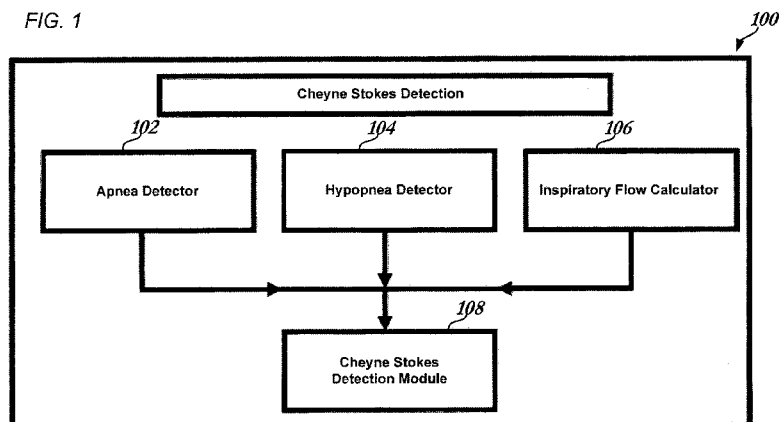 FIG. 1
100
Cheyne Stokes Detection
102
104
106
Apnea Detector
Hypopnea Detector
Inspiratory Flow Calculator
108
Cheyne Stokes
Detection Module